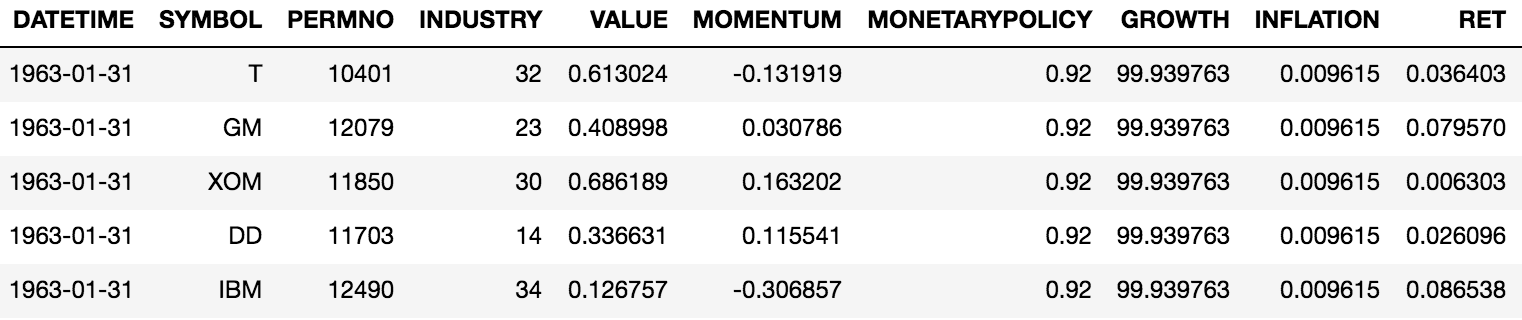 DATETIME SYMBOL PERMNO INDUSTRY VALUE MOMENTUM MONETARYPOLICY GROWTH INFLATION RET
1963-01-31 T 10401 32 0.613024 -0.131919 0.92 99.939763 0.009615 0.036403
1963-01-31 GM 12079 23 0.408998 0.030786 0.92 99.939763 0.009615 0.079570
1963-01-31 XOM 11850 30 0.686189 0.163202 0.92 99.939763 0.009615 0.006303
1963-01-31 DD 11703 14 0.336631 0.115541 0.92 99.939763 0.009615 0.026096
1963-01-31 IBM 12490 34 0.126757 -0.306857 0.92 99.939763 0.009615 0.086538